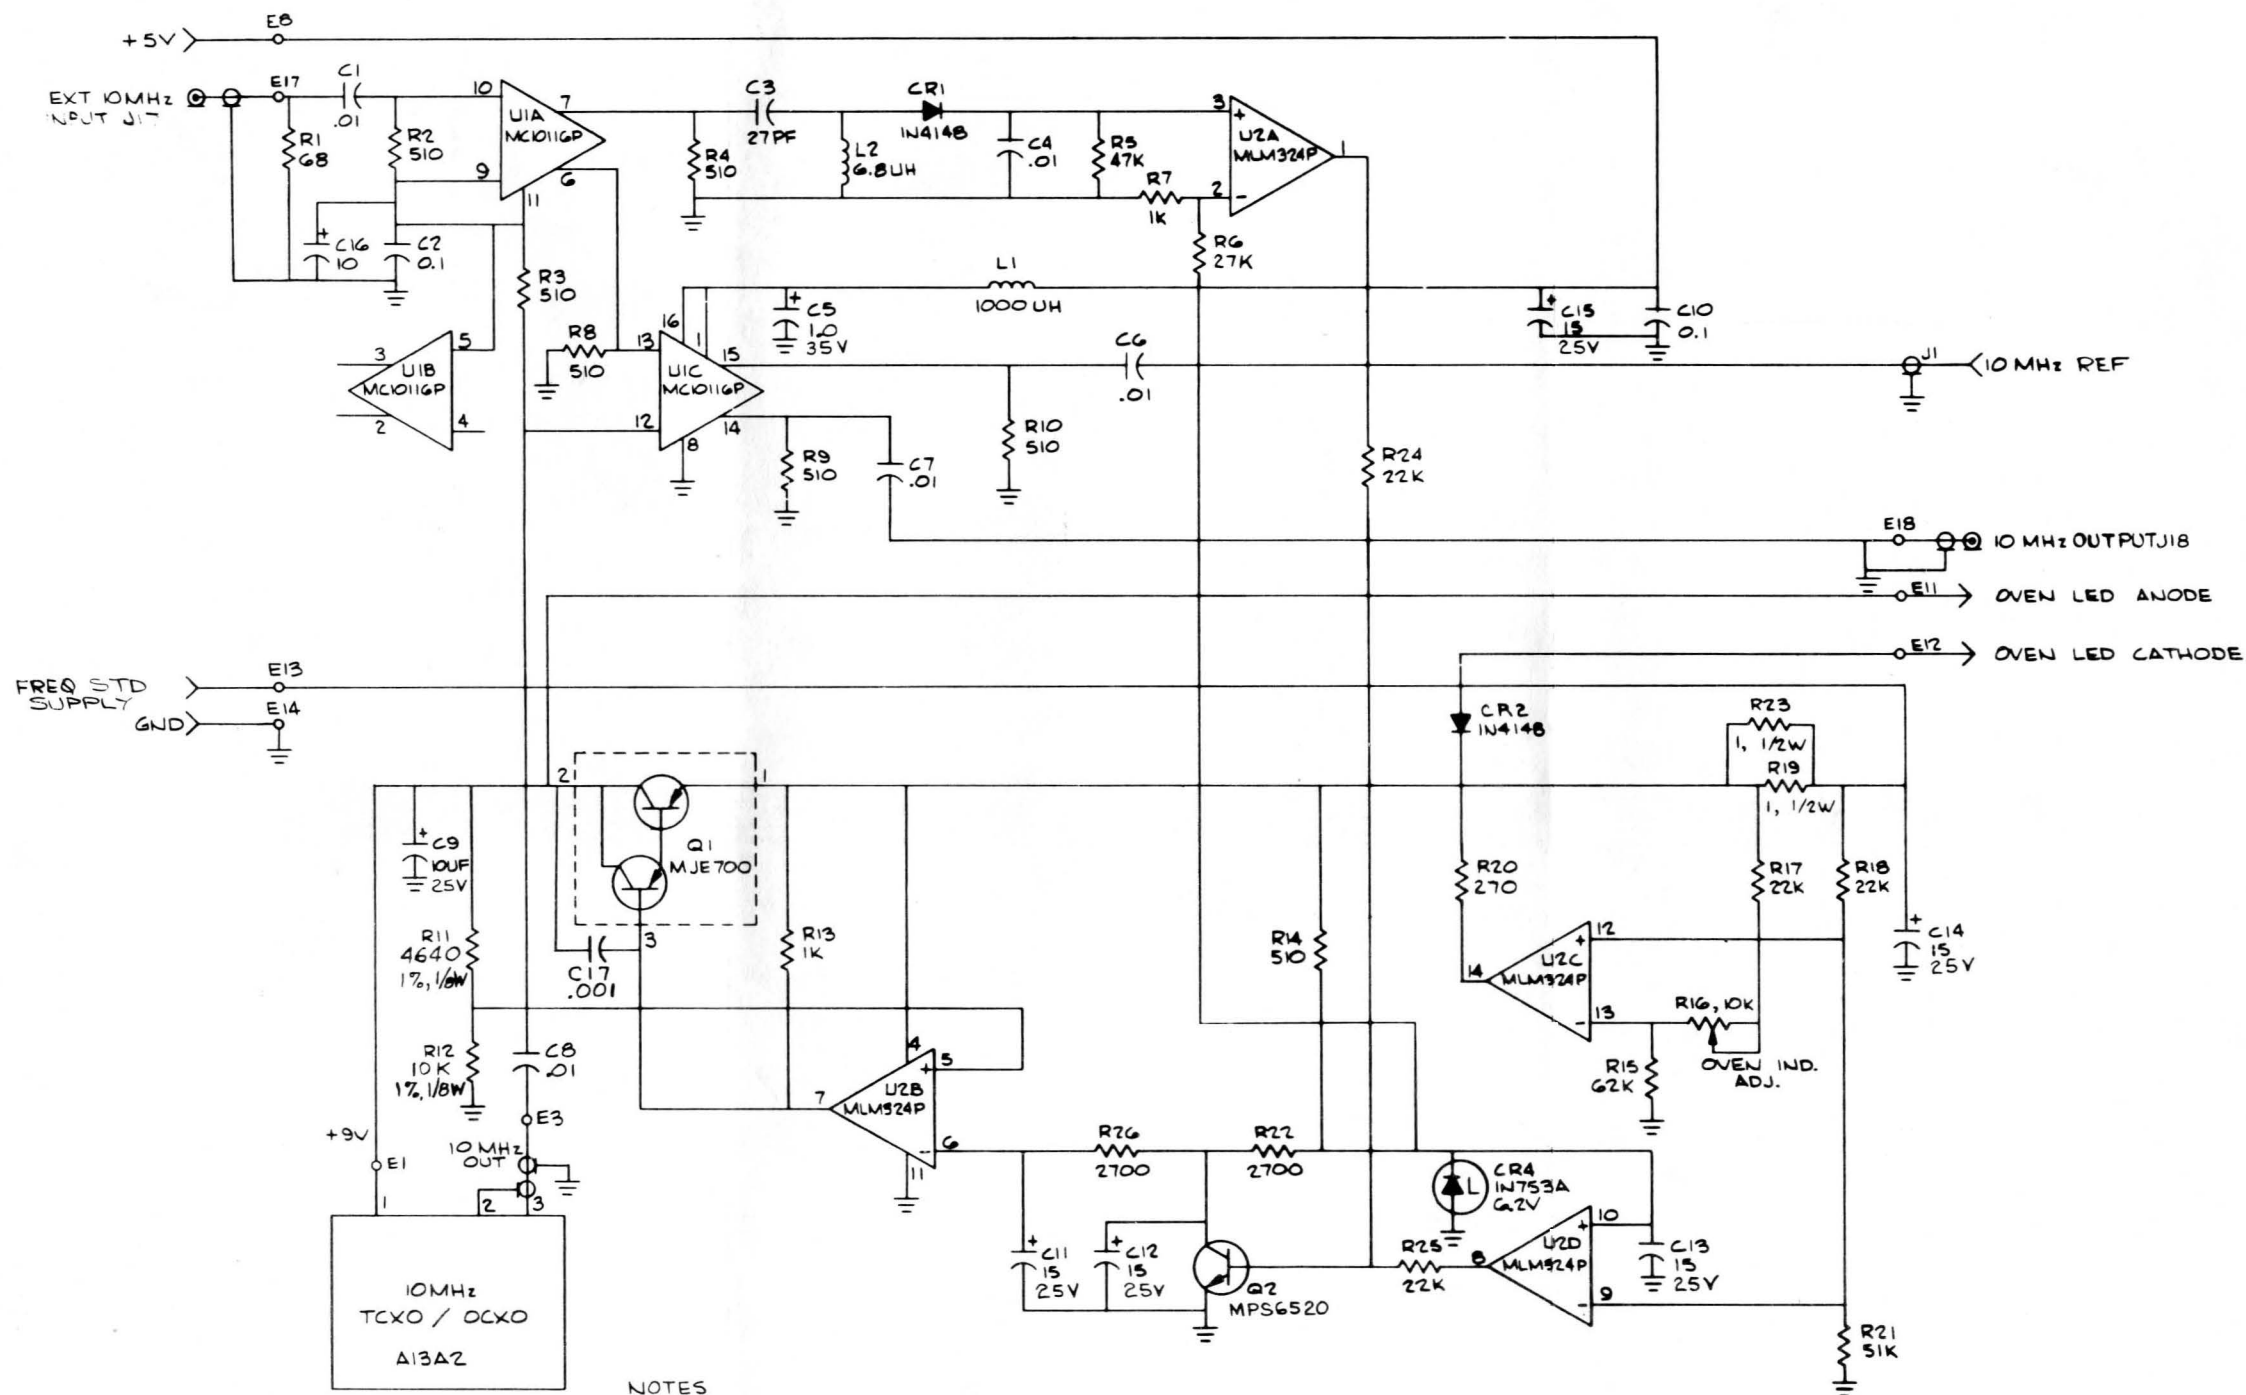 E8
+5V
EXT 10MHz
INPUT J17
E17
C1
.01
R1
68
R2
510
10
9
U1A
MC10116P
7
6
11
C16
+
10
C2
0.1
R3
510
R4
510
C3
27PF
L2
6.8UH
CR1
1N4148
C4
.01
R5
47K
R7
1K
3
+
2
-
U2A
MLM324P
1
R6
27K
L1
1000UH
+
C5
1.0
35V
+
C15
15
25V
C10
0.1
3
2
U1B
MC10116P
5
4
R8
510
16
1
13
12
U1C
MC10116P
15
14
8
R9
510
C7
.01
R10
510
C6
.01
J1
10 MHz REF
R24
22K
E18
10 MHz OUTPUT J18
E11
OVEN LED ANODE
E12
OVEN LED CATHODE
FREQ STD
SUPPLY
E13
GND
E14
CR2
1N4148
R23
1, 1/2W
R19
1, 1/2W
2
1
Q1
MJE700
3
C17
.001
+
C9
10UF
25V
R11
4640
1%, 1/8W
R12
10K
1%, 1/8W
C8
.01
E3
R13
1K
R14
510
R20
270
R17
22K
R18
22K
+
C14
15
25V
14
U2C
MLM324P
+
12
-
13
R16, 10K
OVEN IND.
ADJ.
R15
62K
4
+
5
U2B
MLM324P
7
-
6
11
R26
2700
R22
2700
CR4
1N753A
6.2V
+
C11
15
25V
+
C12
15
25V
Q2
MPS6520
R25
22K
8
U2D
MLM324P
+
10
-
9
C13
15
25V
R21
51K
+9V
E1
10 MHz
OUT
1
2
3
10MHz
TCXO / OCXO
A13A2
NOTES